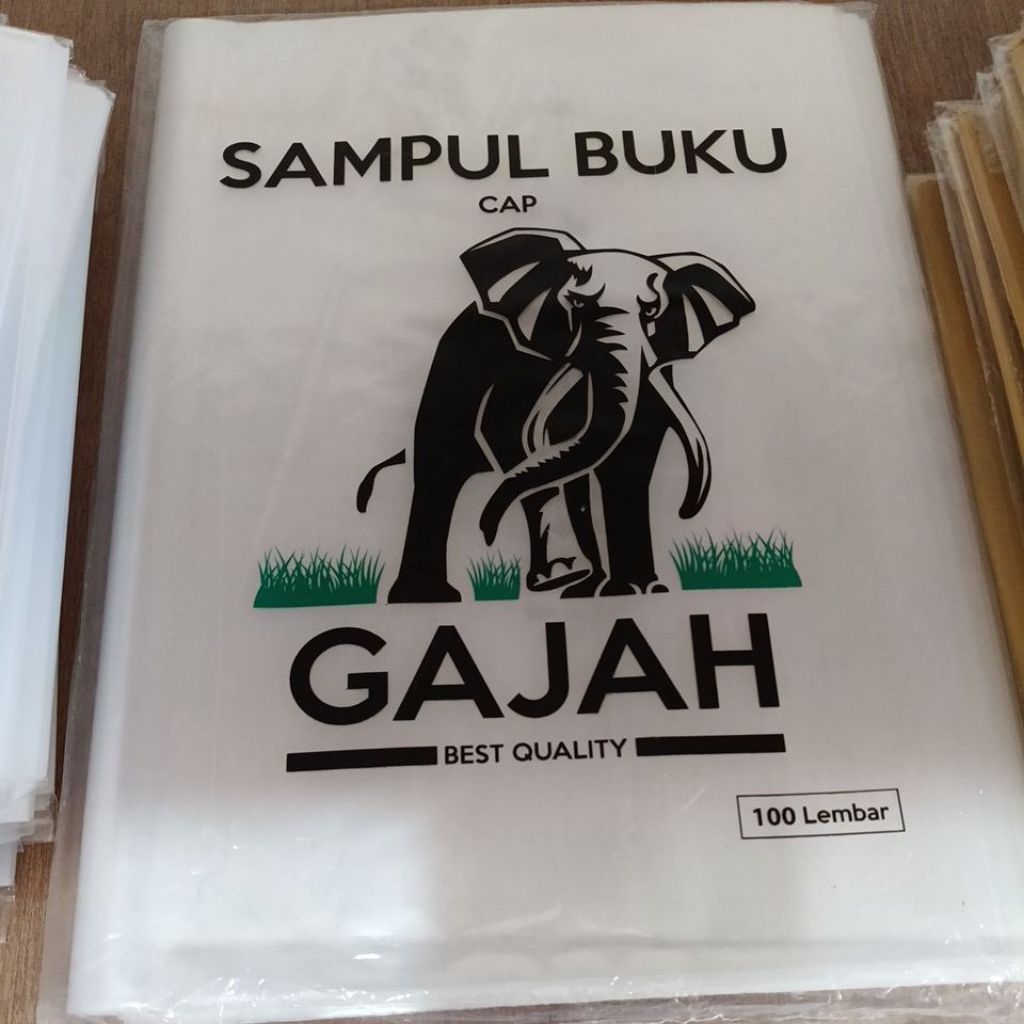 SAMPUL BUKU
CAP
GAJAH
BEST QUALITY
100 Lembar